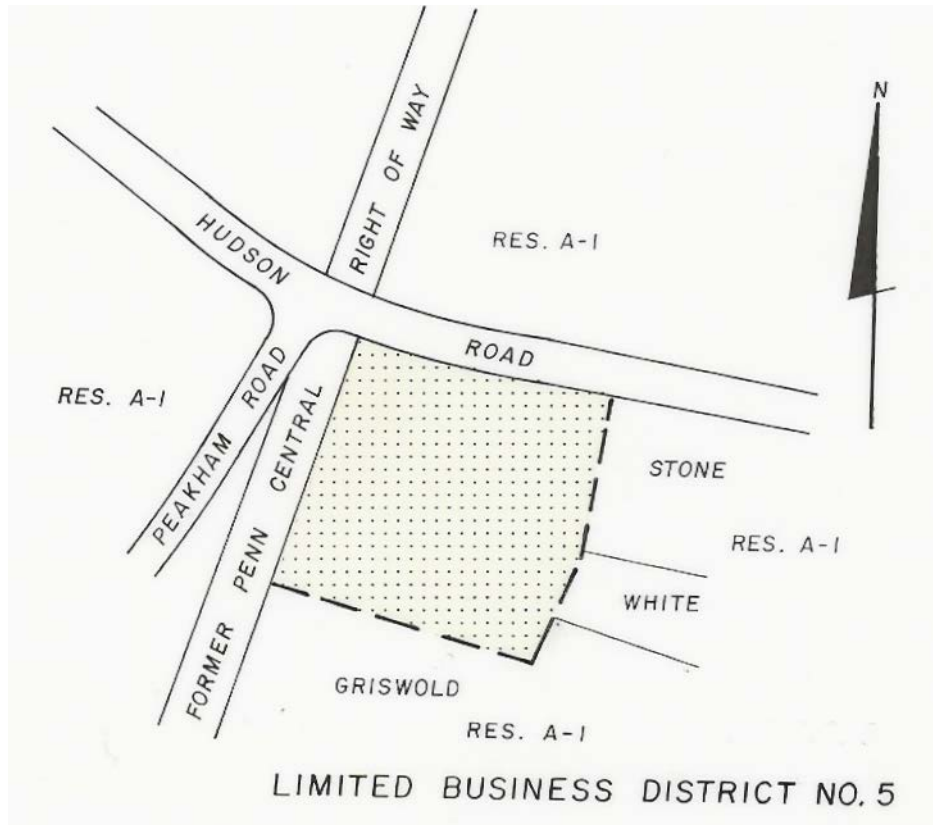 N
RIGHT OF WAY
HUDSON
RES. A-1
ROAD
PEAKHAM ROAD
RES. A-1
STONE
RES. A-1
FORMER PENN CENTRAL
WHITE
GRISWOLD
RES. A-1
LIMITED BUSINESS DISTRICT NO. 5